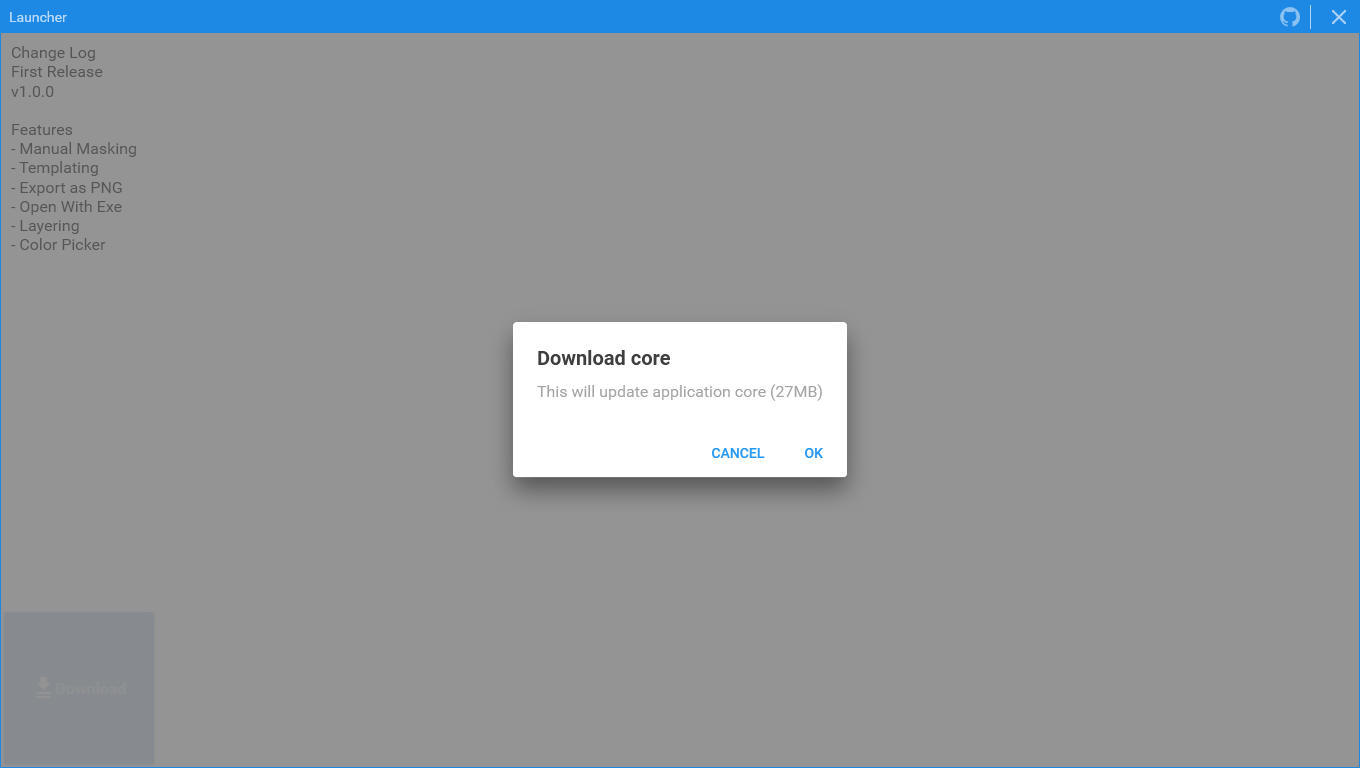 Launcher
Change Log
First Release
v1.0.0
Features
- Manual Masking
- Templating
- Export as PNG
- Open With Exe
- Layering
- Color Picker
Download core
This will update application core (27MB)
CANCEL OK
Download